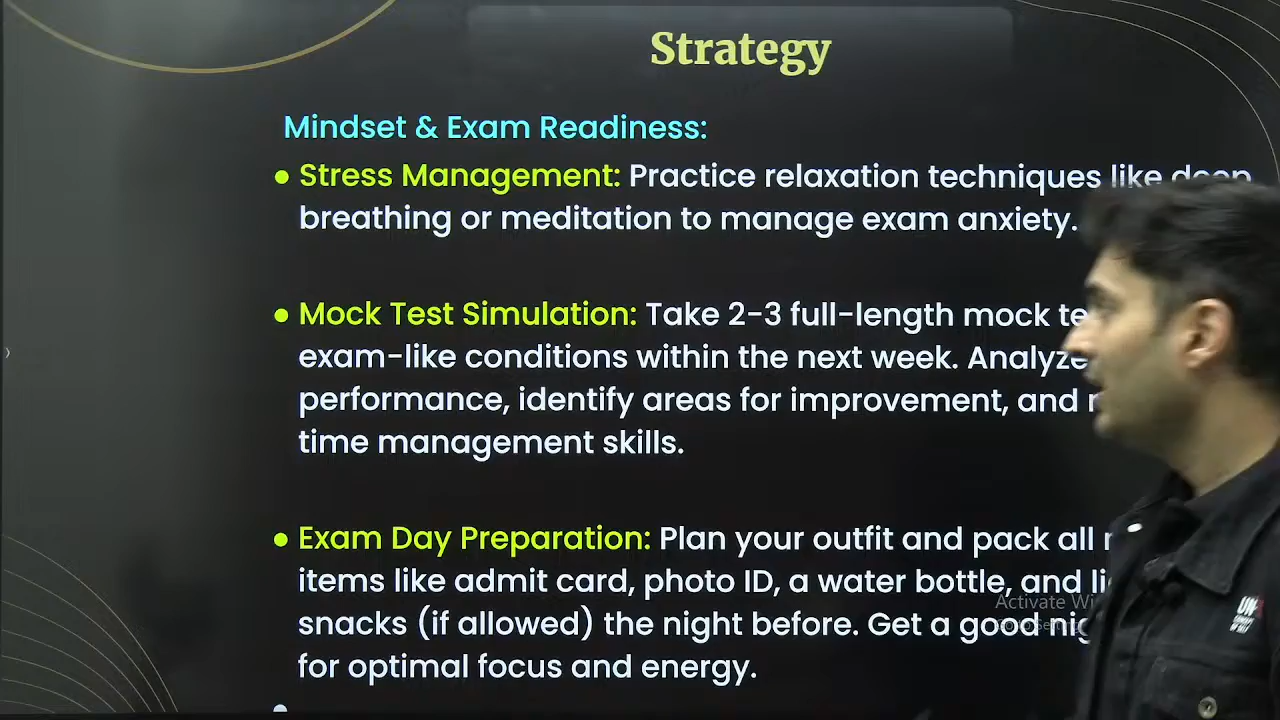 Strategy
Mindset & Exam Readiness:
● Stress Management: Practice relaxation techniques like deep
breathing or meditation to manage exam anxiety.
● Mock Test Simulation: Take 2-3 full-length mock
exam-like conditions within the next week. Analyze
performance, identify areas for improvement, and
time management skills.
● Exam Day Preparation: Plan your outfit and pack all
items like admit card, photo ID, a water bottle, and
snacks (if allowed) the night before. Get a good
for optimal focus and energy.
●
Activate